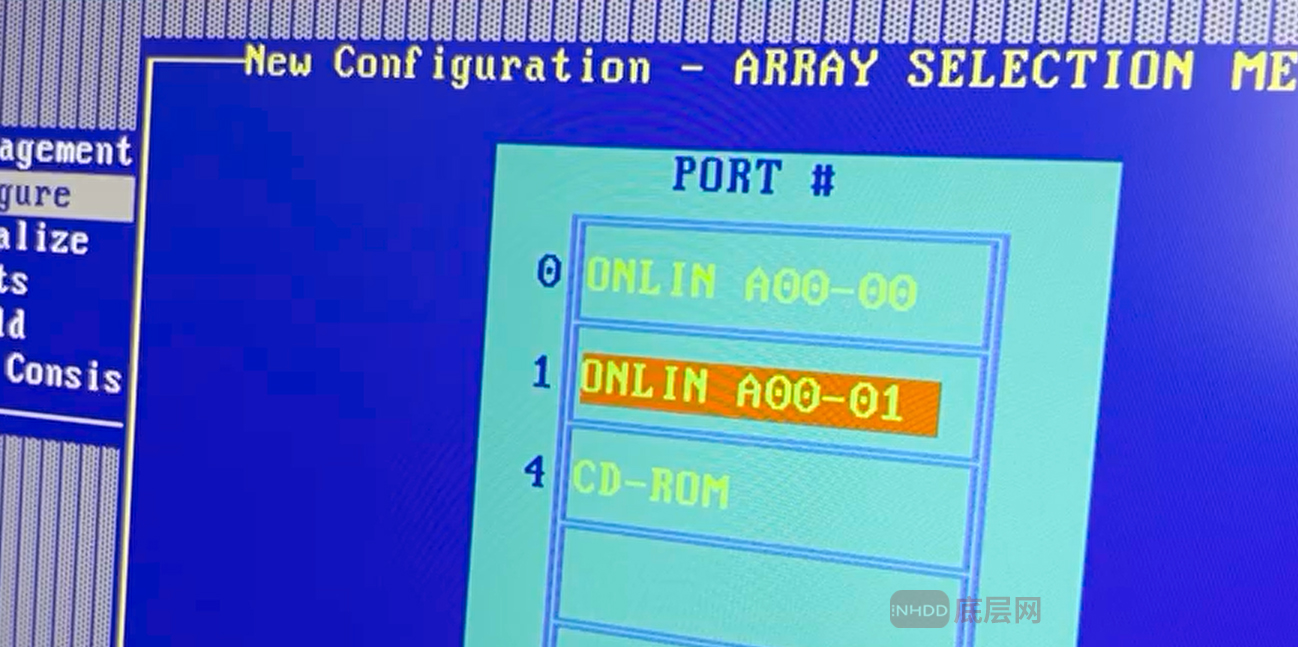 New Configuration - ARRAY SELECTION ME
agement
gure
alize
ts
ld
Consis
PORT #
0 ONLIN A00-00
1 ONLIN A00-01
4 CD-ROM
NHDD 底层网